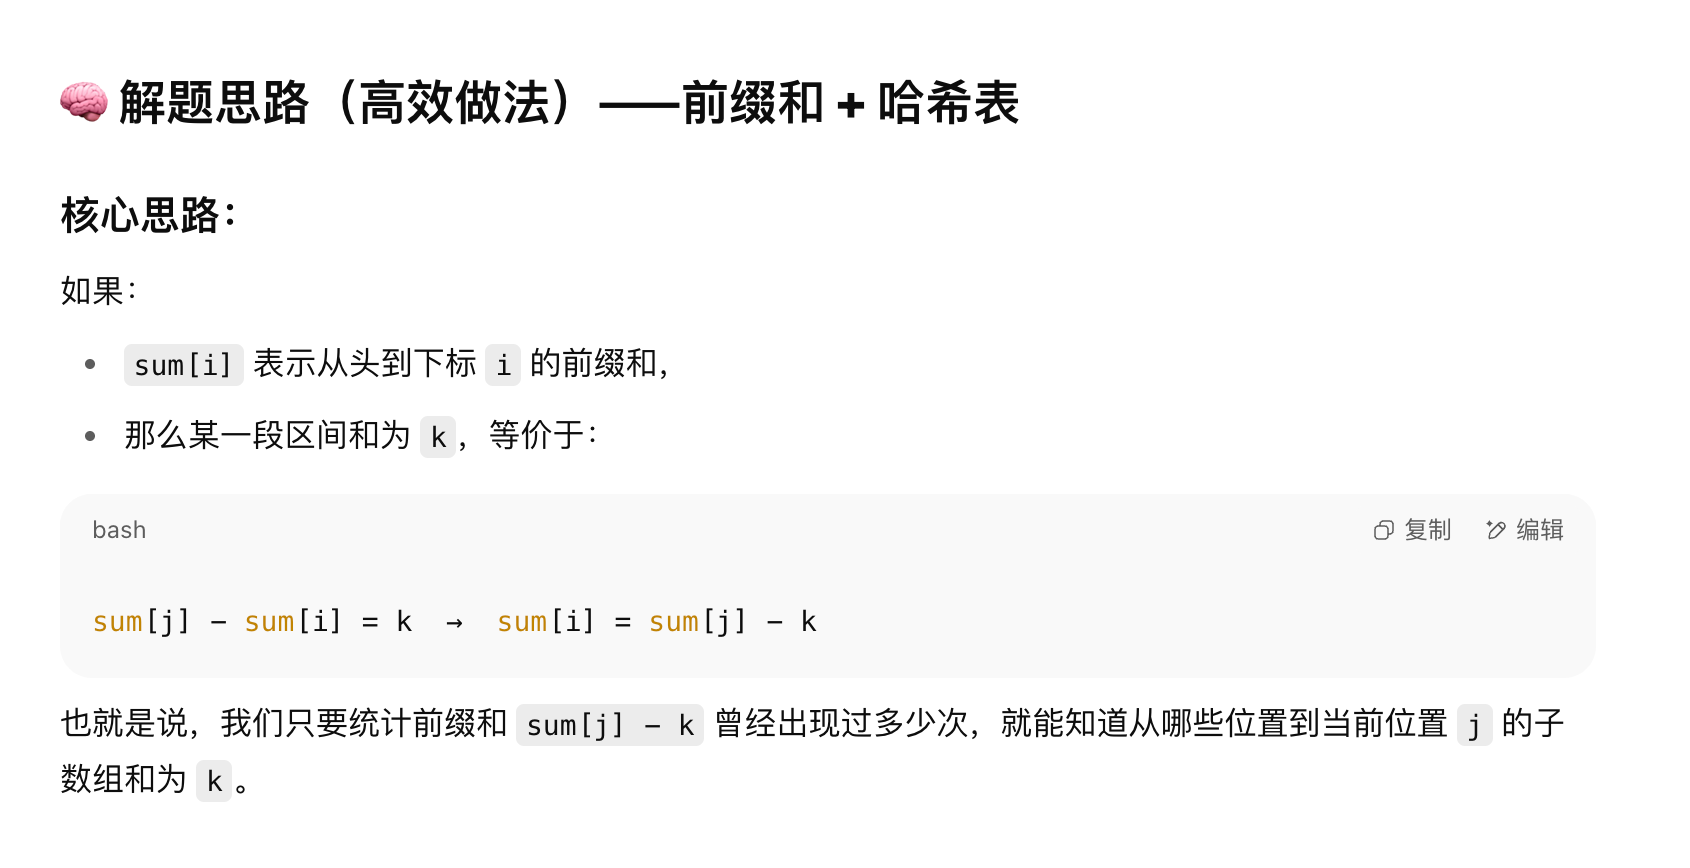 🧠 解题思路（高效做法）——前缀和 + 哈希表
核心思路：
如果：
• sum[i] 表示从头到下标 i 的前缀和，
• 那么某一段区间和为 k，等价于：
bash 复制 编辑
sum[j] - sum[i] = k → sum[i] = sum[j] - k
也就是说，我们只要统计前缀和 sum[j] - k 曾经出现过多少次，就能知道从哪些位置到当前位置 j 的子
数组和为 k。